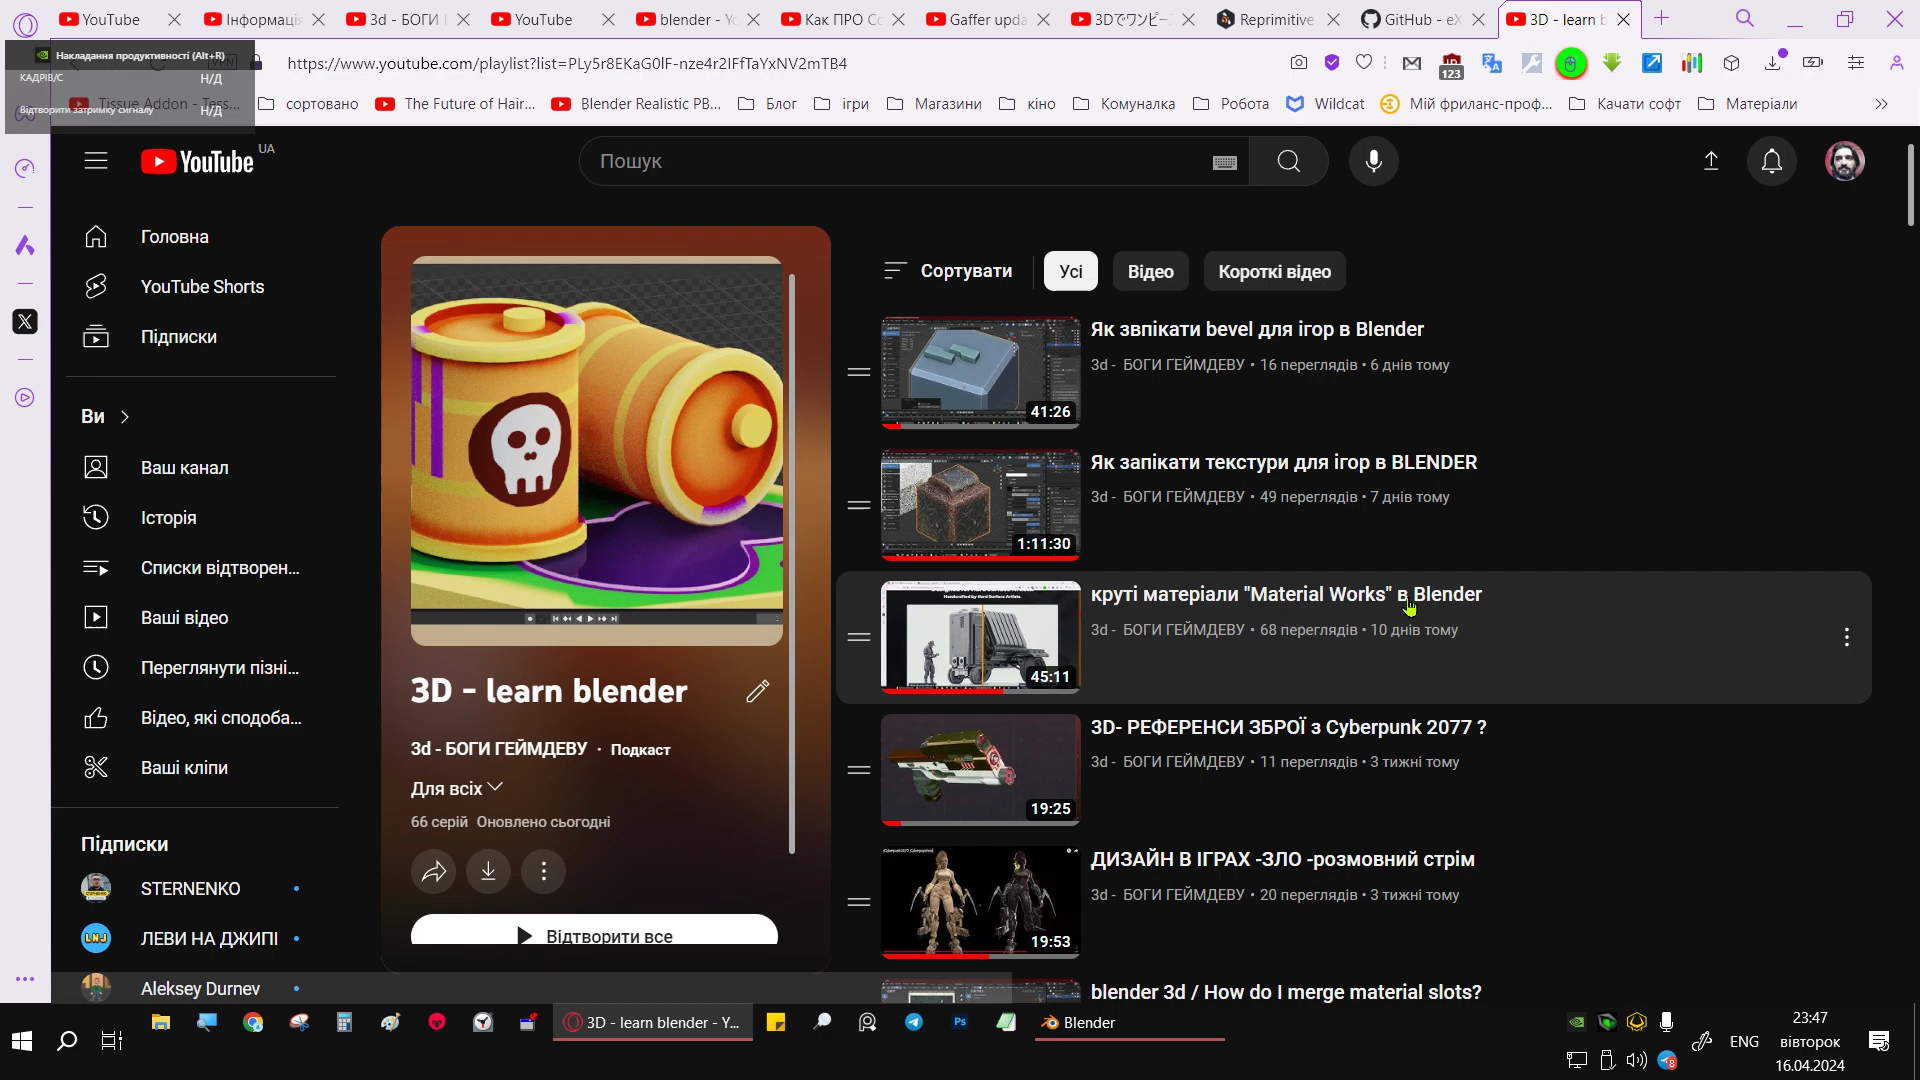 YouTube
Інформаці
3d - БОГИ Г
YouTube
blender - Yo
Как ПРО Со
Gaffer upda
3Dでワンピー
Reprimitive
GitHub - eX
3D - learn b
Накладання продуктивності (Alt+R)
КАДРІВ/С Н/Д
Відтворити затримку сигналу Н/Д
VPN
https://www.youtube.com/playlist?list=PLy5r8EKaG0lF-nze4r2lFfTaYxNV2mTB4
123
Tissue Addon - Tess...
сортовано
The Future of Hair...
Blender Realistic PB...
Блог
ігри
Магазини
кіно
Комуналка
Робота
Wildcat
Мій фриланс-проф...
Качати софт
Матеріали
YouTube UA
Пошук
Головна
YouTube Shorts
Підписки
Ви
Ваш канал
Історія
Списки відтворен...
Ваші відео
Переглянути пізні...
Відео, які сподоба...
Ваші кліпи
Підписки
STERNENKO
ЛЕВИ НА ДЖИПІ
Aleksey Durnev
3D - learn blender
3d - БОГИ ГЕЙМДЕВУ · Подкаст
Для всіх
66 серій Оновлено сьогодні
Відтворити все
Сортувати
Усі
Відео
Короткі відео
Як звпікати bevel для ігор в Blender
3d - БОГИ ГЕЙМДЕВУ • 16 переглядів • 6 днів тому
41:26
Як запікати текстури для ігор в BLENDER
3d - БОГИ ГЕЙМДЕВУ • 49 переглядів • 7 днів тому
1:11:30
круті матеріали "Material Works" в Blender
3d - БОГИ ГЕЙМДЕВУ • 68 переглядів • 10 днів тому
45:11
3D- РЕФЕРЕНСИ ЗБРОЇ з Cyberpunk 2077 ?
3d - БОГИ ГЕЙМДЕВУ • 11 переглядів • 3 тижні тому
19:25
ДИЗАЙН В ІГРАХ -ЗЛО -розмовний стрім
3d - БОГИ ГЕЙМДЕВУ • 20 переглядів • 3 тижні тому
19:53
blender 3d / How do I merge material slots?
3D - learn blender - Y...
Ps
Blender
ENG
23:47
вівторок
16.04.2024